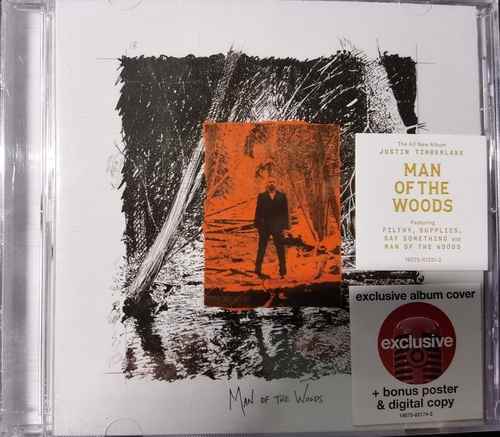 The All New Album
JUSTIN TIMBERLAKE
MAN
OF THE
WOODS
Featuring
FILTHY, SUPPLIES,
SAY SOMETHING and
MAN OF THE WOODS
exclusive album cover
exclusive
+ bonus poster
& digital copy
MAN OF THE WOODS